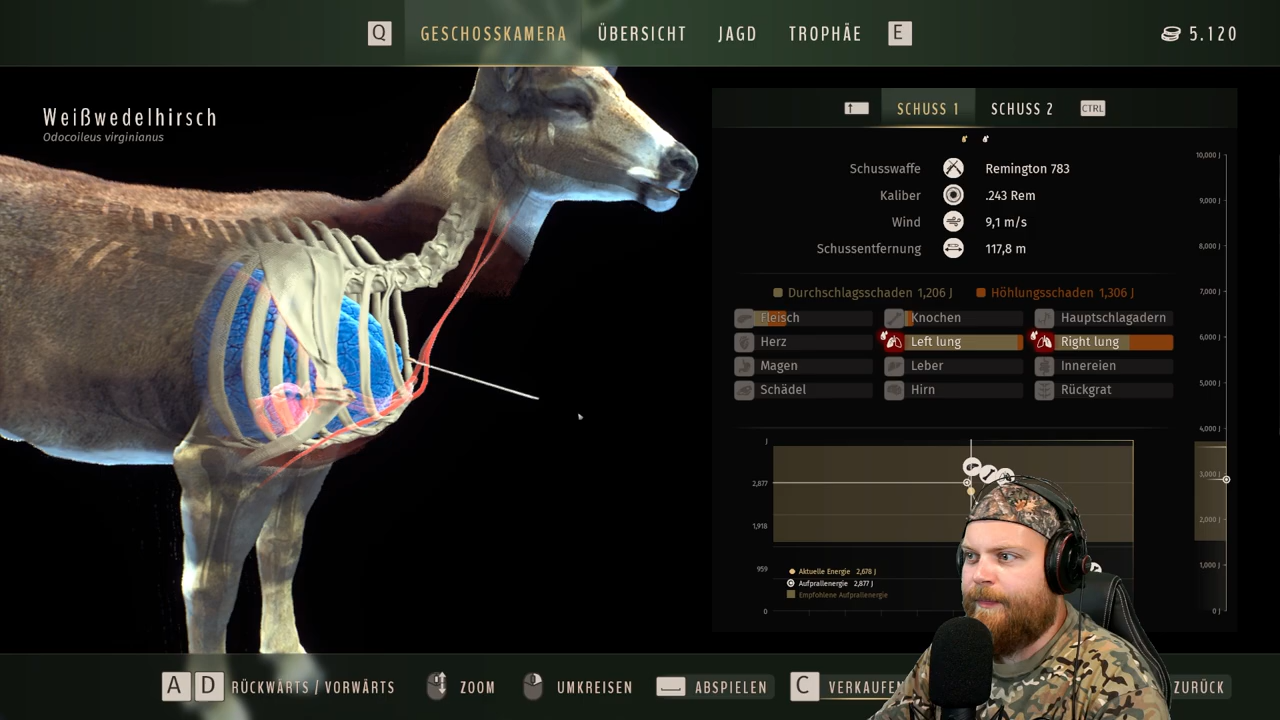 Q GESCHOSSKAMERA ÜBERSICHT JAGD TROPHÄE E 5.120
Weißwedelhirsch
Odocoileus virginianus
SCHUSS 1 SCHUSS 2 CTRL
Schusswaffe Remington 783
Kaliber .243 Rem
Wind 9,1 m/s
Schussentfernung 117,8 m
Durchschlagsschaden 1,206 J Höhlungsschaden 1,306 J
Fleisch Knochen Hauptschlagadern
Herz Left lung Right lung
Magen Leber Innereien
Schädel Hirn Rückgrat
10,000 J
9,000 J
8,000 J
7,000 J
6,000 J
5,000 J
4,000 J
3,000 J
2,000 J
1,000 J
0 J
J
2,877
1,918
959
0
Aktuelle Energie 2,678 J
Aufprallenergie 2,877 J
Empfohlene Aufprallenergie
A D RÜCKWÄRTS / VORWÄRTS ZOOM UMKREISEN ABSPIELEN C VERKAUFEN ZURÜCK